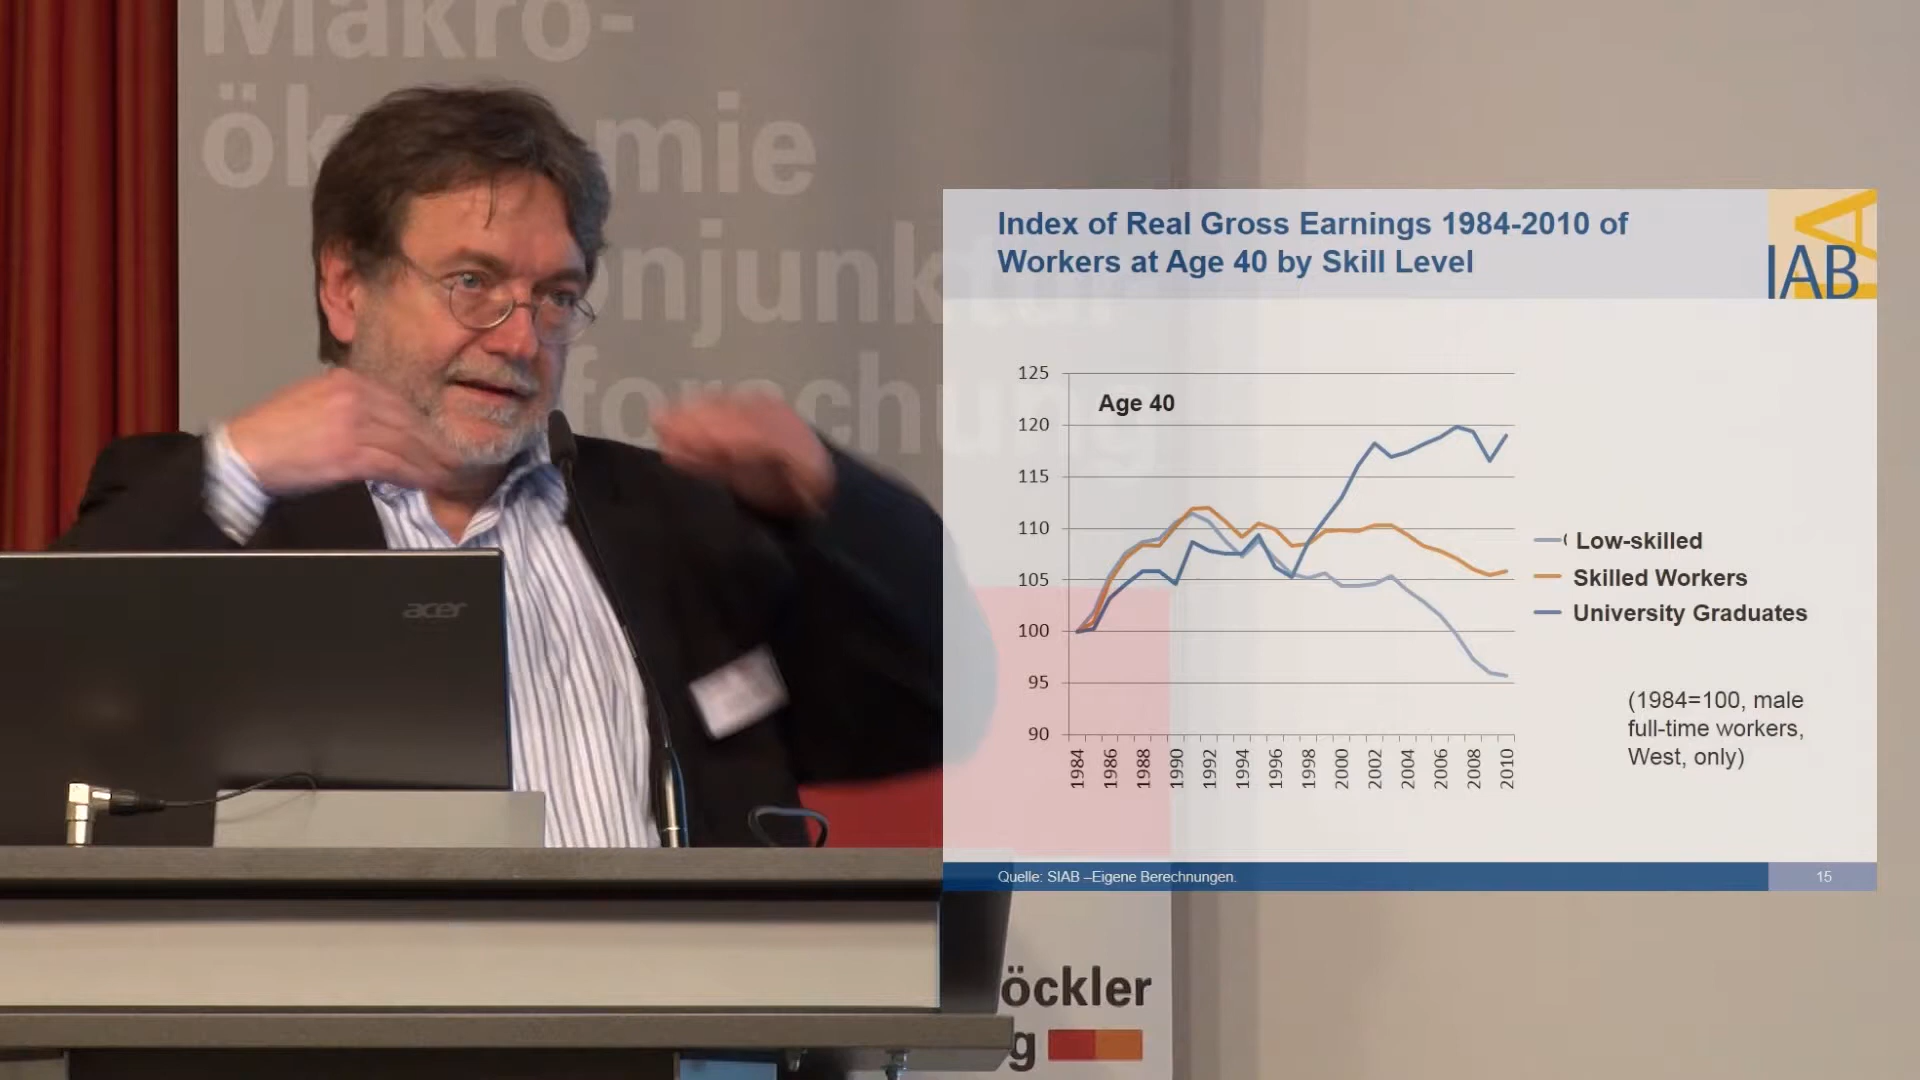 Makro-
mie
onjunktur
forschung
acer
öckler
g
Index of Real Gross Earnings 1984-2010 of
Workers at Age 40 by Skill Level
IAB
Age 40
125
120
115
110
105
100
95
90
1984
1986
1988
1990
1992
1994
1996
1998
2000
2002
2004
2006
2008
2010
Low-skilled
Skilled Workers
University Graduates
(1984=100, male
full-time workers,
West, only)
Quelle: SIAB –Eigene Berechnungen.
15